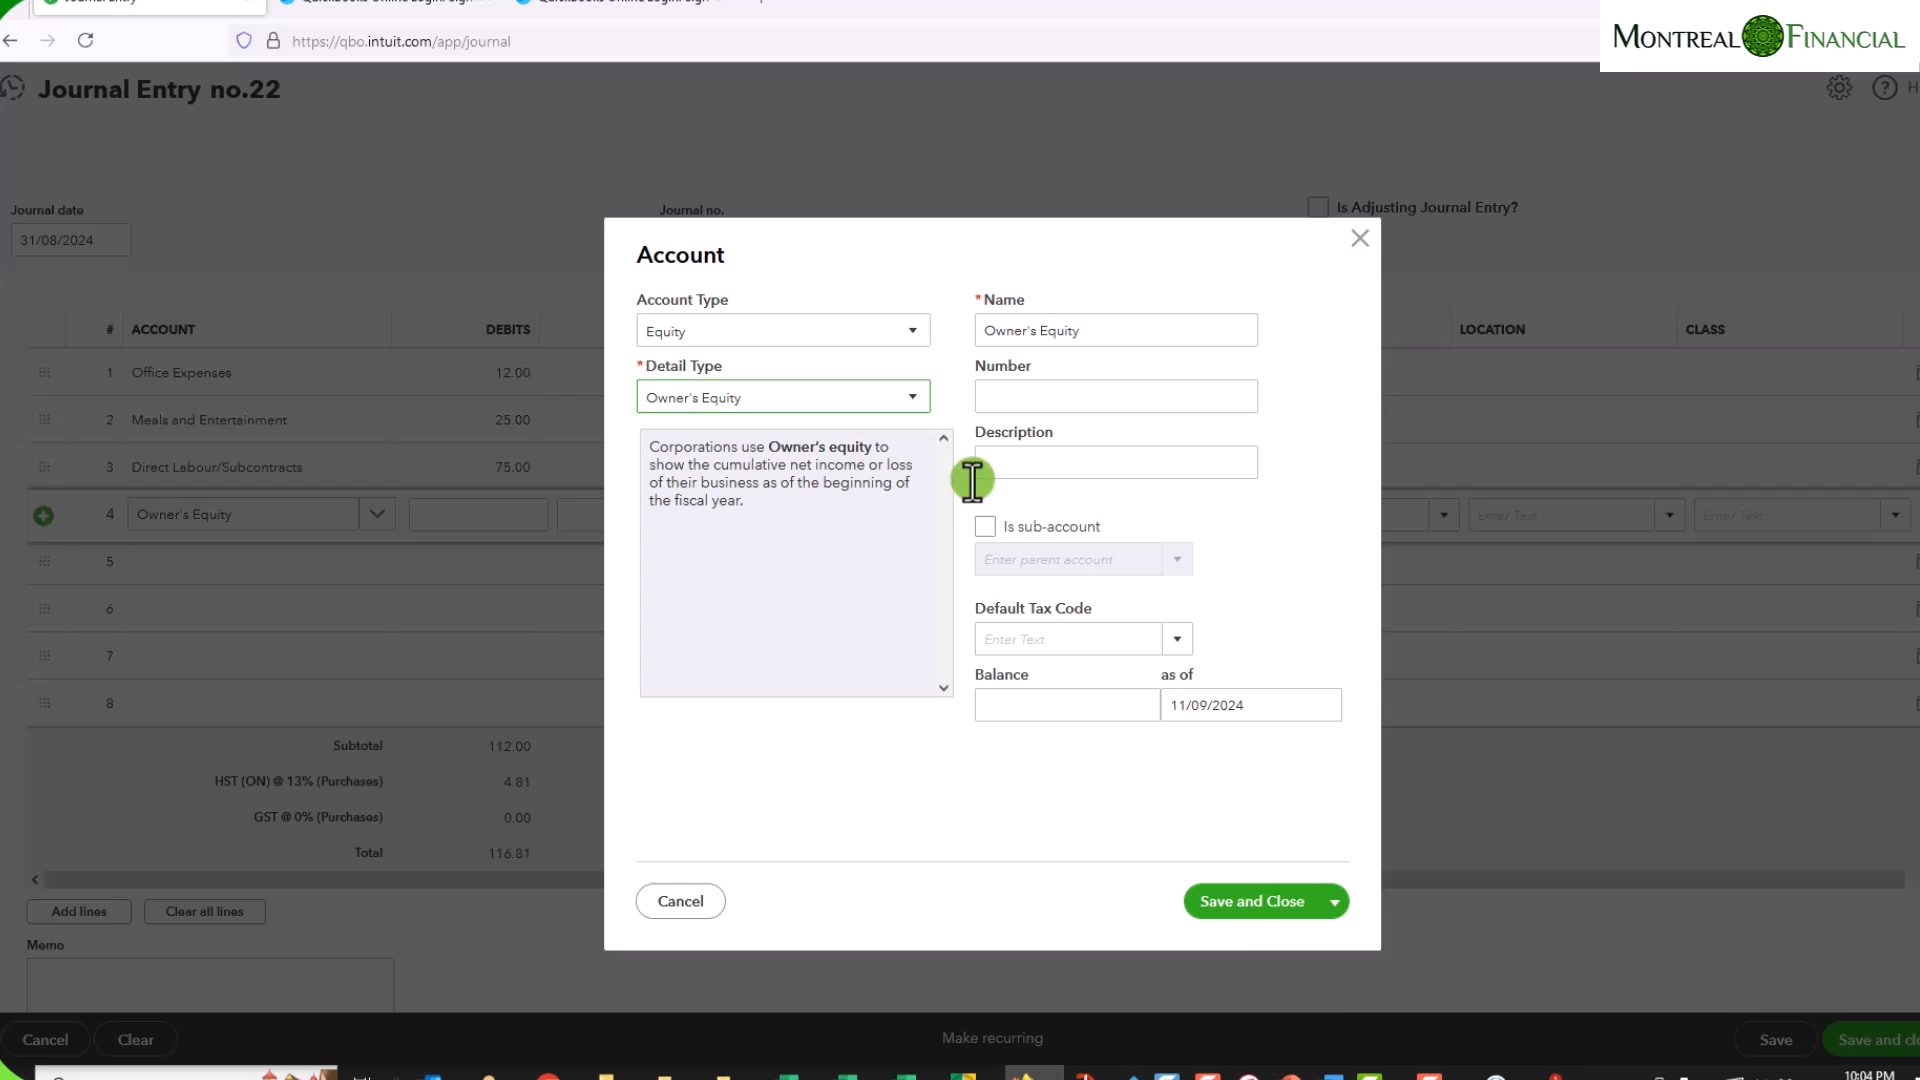 https://qbo.intuit.com/app/journal
MONTREAL FINANCIAL
Journal Entry no.22
H
Journal date
Journal no.
Is Adjusting Journal Entry?
31/08/2024
# ACCOUNT DEBITS LOCATION CLASS
1 Office Expenses 12.00
2 Meals and Entertainment 25.00
3 Direct Labour/Subcontracts 75.00
4 Owner's Equity Enter Text Enter Text
5
6
7
8
Subtotal 112.00
HST (ON) @ 13% (Purchases) 4.81
GST @ 0% (Purchases) 0.00
Total 116.81
Add lines Clear all lines
Memo
Account
Account Type
Equity
* Detail Type
Owner's Equity
Corporations use Owner's equity to
show the cumulative net income or loss
of their business as of the beginning of
the fiscal year.
* Name
Owner's Equity
Number
Description
Is sub-account
Enter parent account
Default Tax Code
Enter Text
Balance as of
11/09/2024
Cancel Save and Close
Cancel Clear Make recurring Save Save and clo
10:04 PM